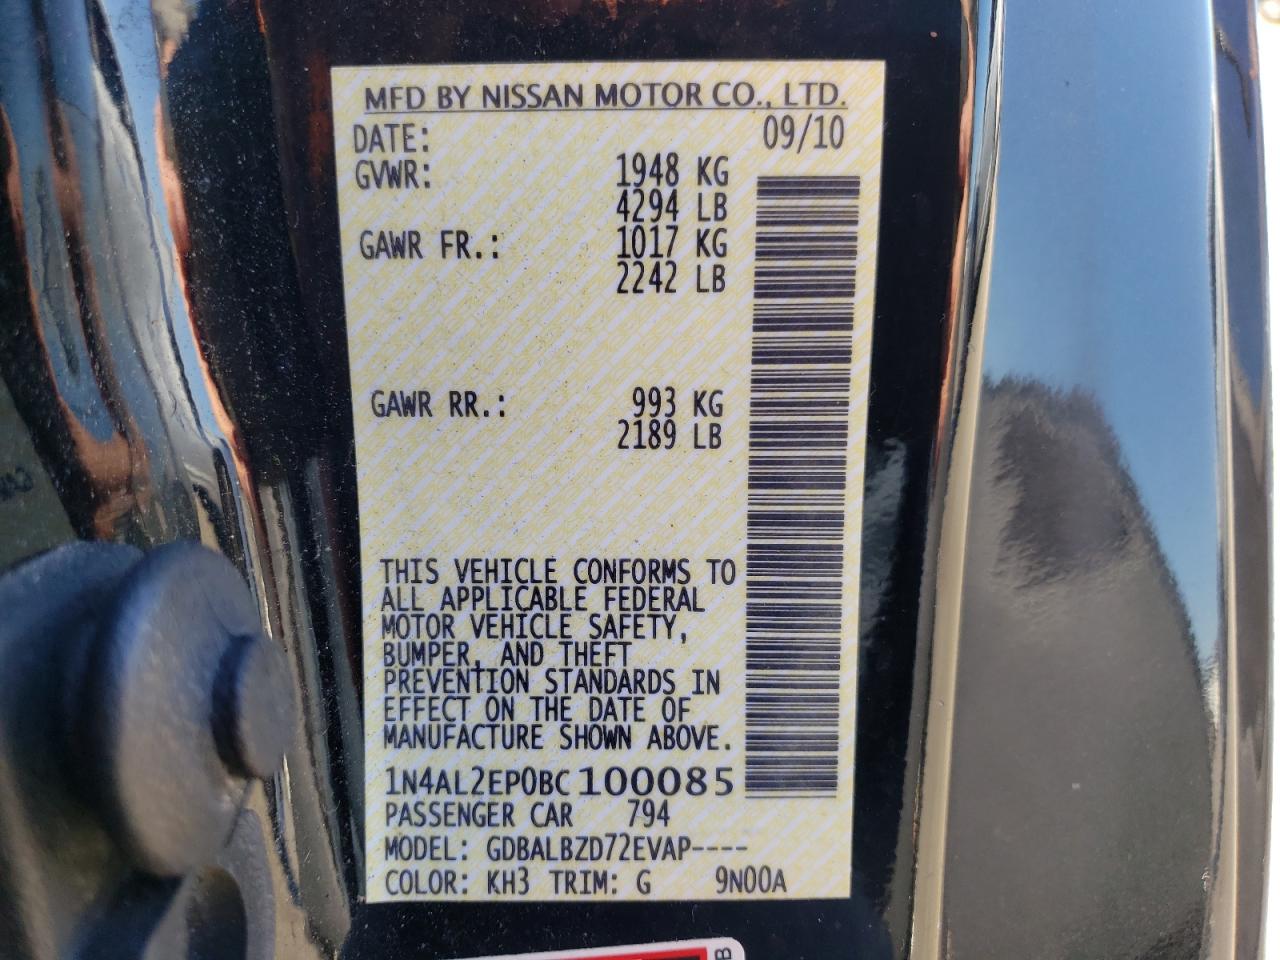 MFD BY NISSAN MOTOR CO., LTD.
DATE: 09/10
GVWR: 1948 KG
4294 LB
GAWR FR.: 1017 KG
2242 LB
GAWR RR.: 993 KG
2189 LB
THIS VEHICLE CONFORMS TO
ALL APPLICABLE FEDERAL
MOTOR VEHICLE SAFETY,
BUMPER, AND THEFT
PREVENTION STANDARDS IN
EFFECT ON THE DATE OF
MANUFACTURE SHOWN ABOVE.
1N4AL2EP0BC100085
PASSENGER CAR 794
MODEL: GDBALBZD72EVAP----
COLOR: KH3 TRIM: G 9N00A